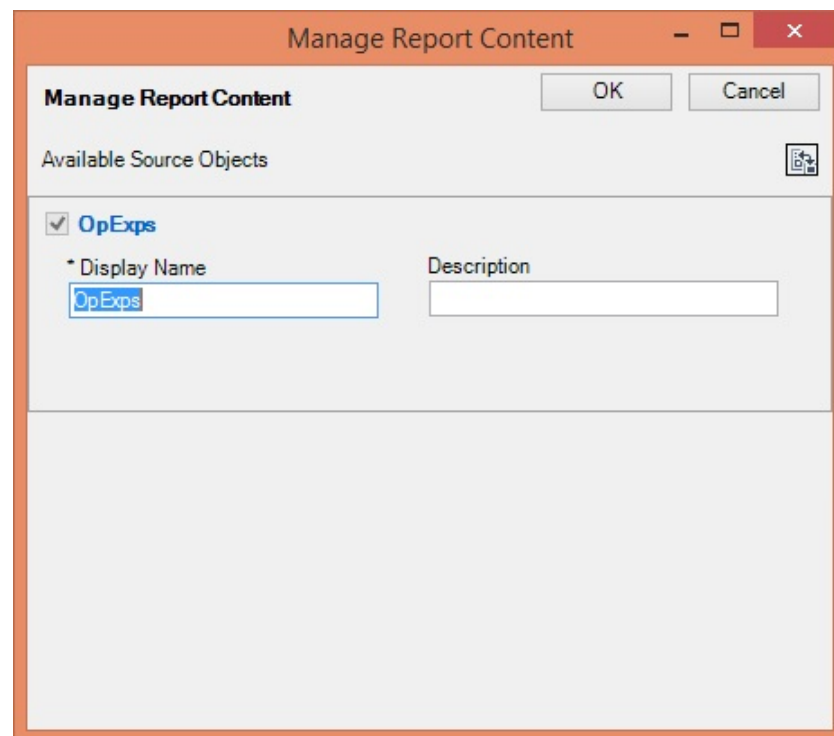 Manage Report Content
Manage Report Content
OK
Cancel
Available Source Objects
OpExps
* Display Name
Description
OpExps